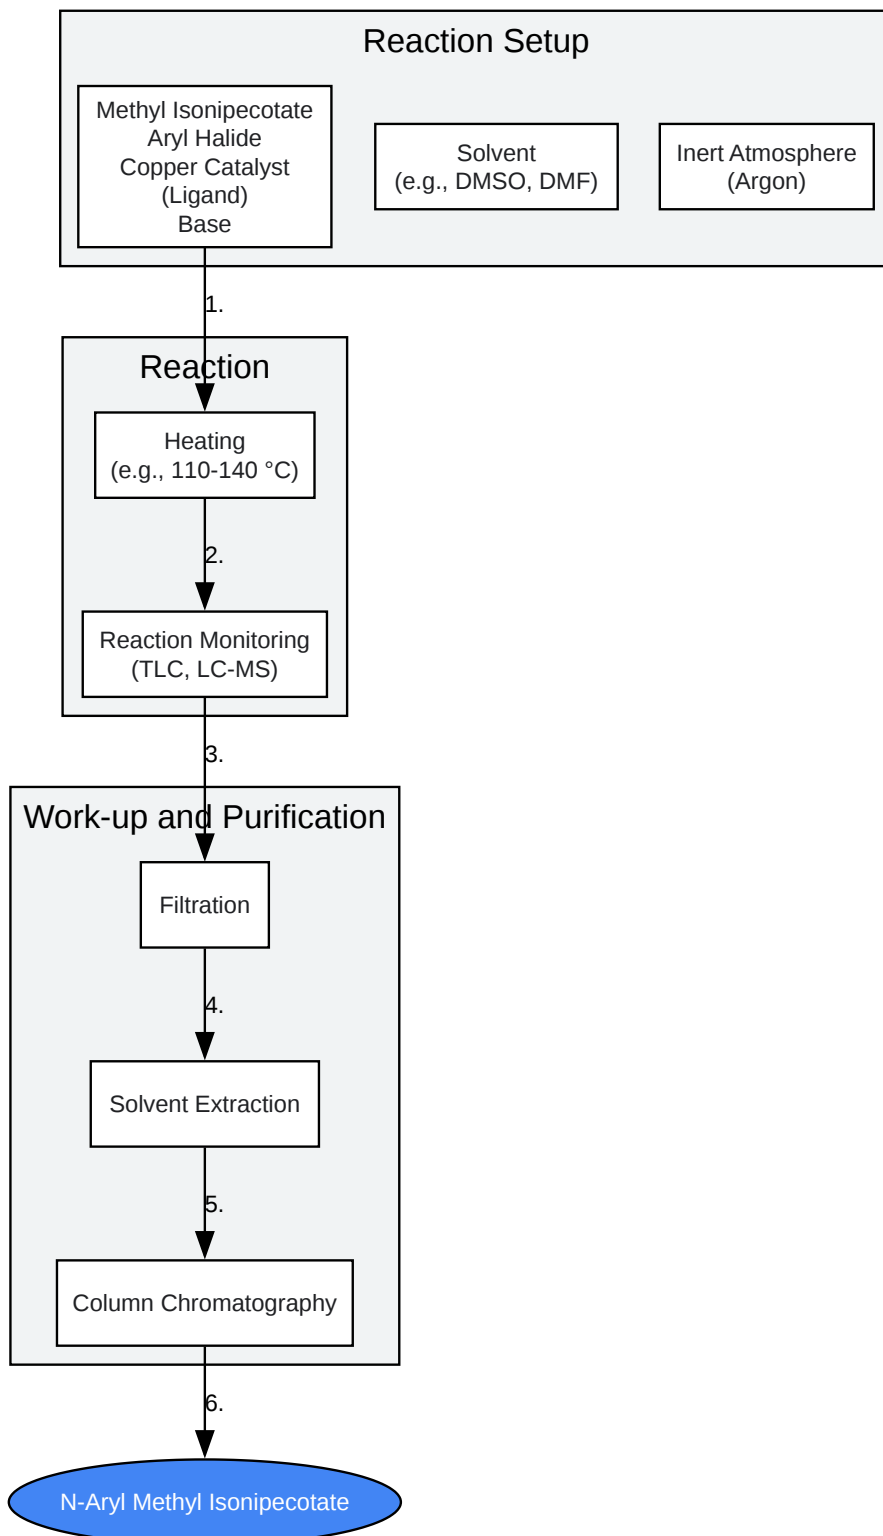 Reaction Setup
Methyl Isonipecotate
Aryl Halide
Copper Catalyst
(Ligand)
Base
Solvent
(e.g., DMSO, DMF)
Inert Atmosphere
(Argon)
1.
Reaction
Heating
(e.g., 110-140 °C)
2.
Reaction Monitoring
(TLC, LC-MS)
3.
Work-up and Purification
Filtration
4.
Solvent Extraction
5.
Column Chromatography
6.
N-Aryl Methyl Isonipecotate